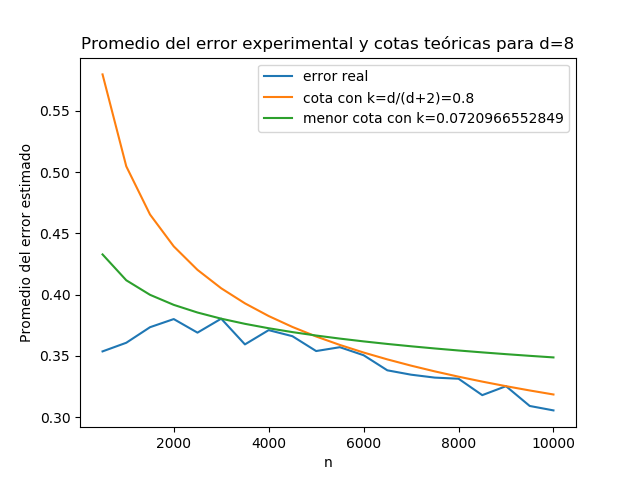 Promedio del error experimental y cotas teóricas para d=8
error real
cota con k=d/(d+2)=0.8
menor cota con k=0.0720966552849
Promedio del error estimado
0.55
0.50
0.45
0.40
0.35
0.30
2000
4000
6000
8000
10000
n